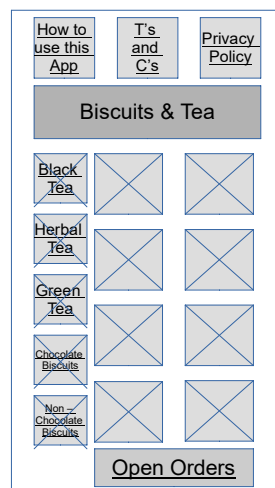 How to
use this
App
T's
and
C's
Privacy
Policy
Biscuits & Tea
Black
Tea
Herbal
Tea
Green
Tea
Chocolate
Biscuits
Non –
Chocolate
Biscuits
Open Orders